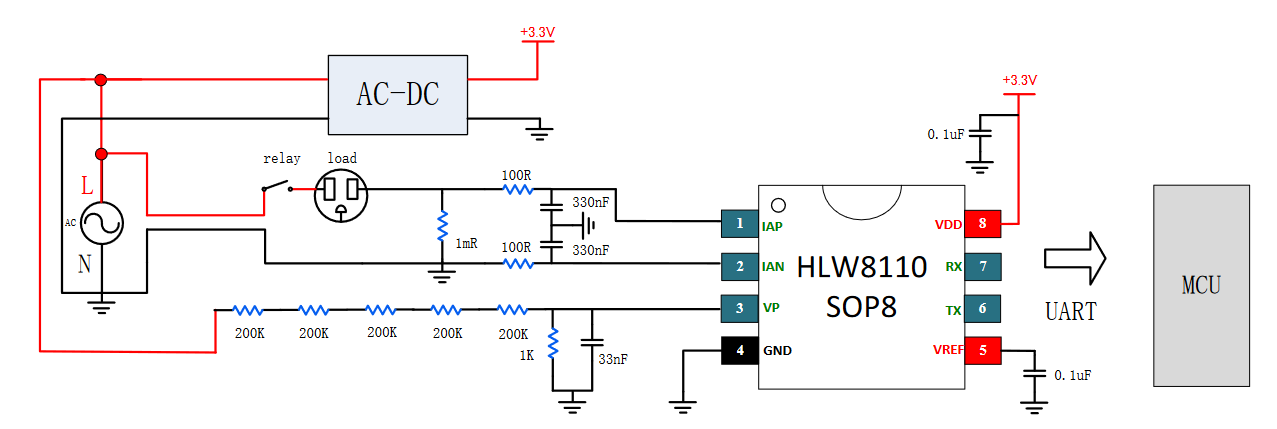 +3.3V
AC-DC
+3.3V
0.1uF
relay
load
L
AC
N
100R
330nF
1mR
330nF
100R
1
IAP
2
IAN
3
VP
4
GND
HLW8110
SOP8
VDD
8
RX
7
TX
6
VREF
5
UART
MCU
200K
200K
200K
200K
200K
1K
33nF
0.1uF